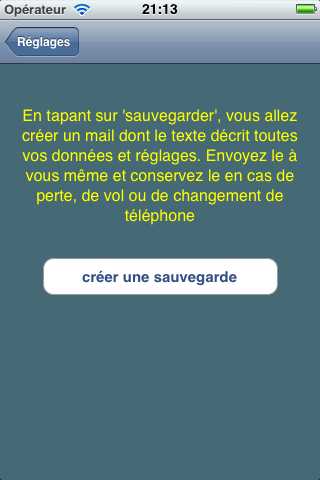 Opérateur 21:13
Réglages
En tapant sur 'sauvegarder', vous allez
créer un mail dont le texte décrit toutes
vos données et réglages. Envoyez le à
vous même et conservez le en cas de
perte, de vol ou de changement de
téléphone
créer une sauvegarde